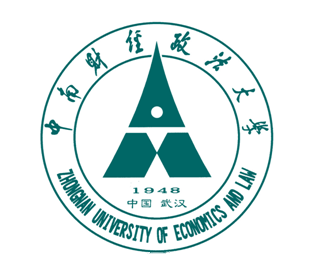 中南财经政法大学
1948
中国 武汉
ZHONGNAN UNIVERSITY OF ECONOMICS AND LAW